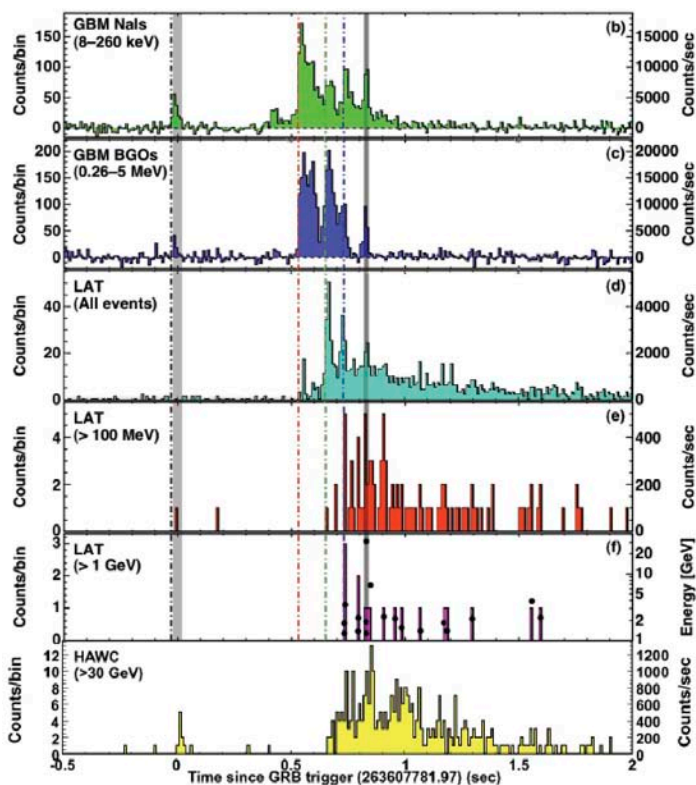 GBM NaIs
(8–260 keV)
(b)
Counts/bin
150
100
50
0
15000
10000
5000
0
Counts/sec
GBM BGOs
(0.26–5 MeV)
(c)
Counts/bin
200
150
100
50
0
20000
15000
10000
5000
0
Counts/sec
LAT
(All events)
(d)
Counts/bin
40
20
0
4000
2000
0
Counts/sec
LAT
(> 100 MeV)
(e)
Counts/bin
4
2
0
400
200
0
Counts/sec
LAT
(> 1 GeV)
(f)
Counts/bin
3
2
1
0
20
10
5
2
1
Energy [GeV]
HAWC
(>30 GeV)
Counts/bin
12
10
8
6
4
2
0
1200
1000
800
600
400
200
0
Counts/sec
-0.5 0 0.5 1 1.5 2
Time since GRB trigger (263607781.97) (sec)